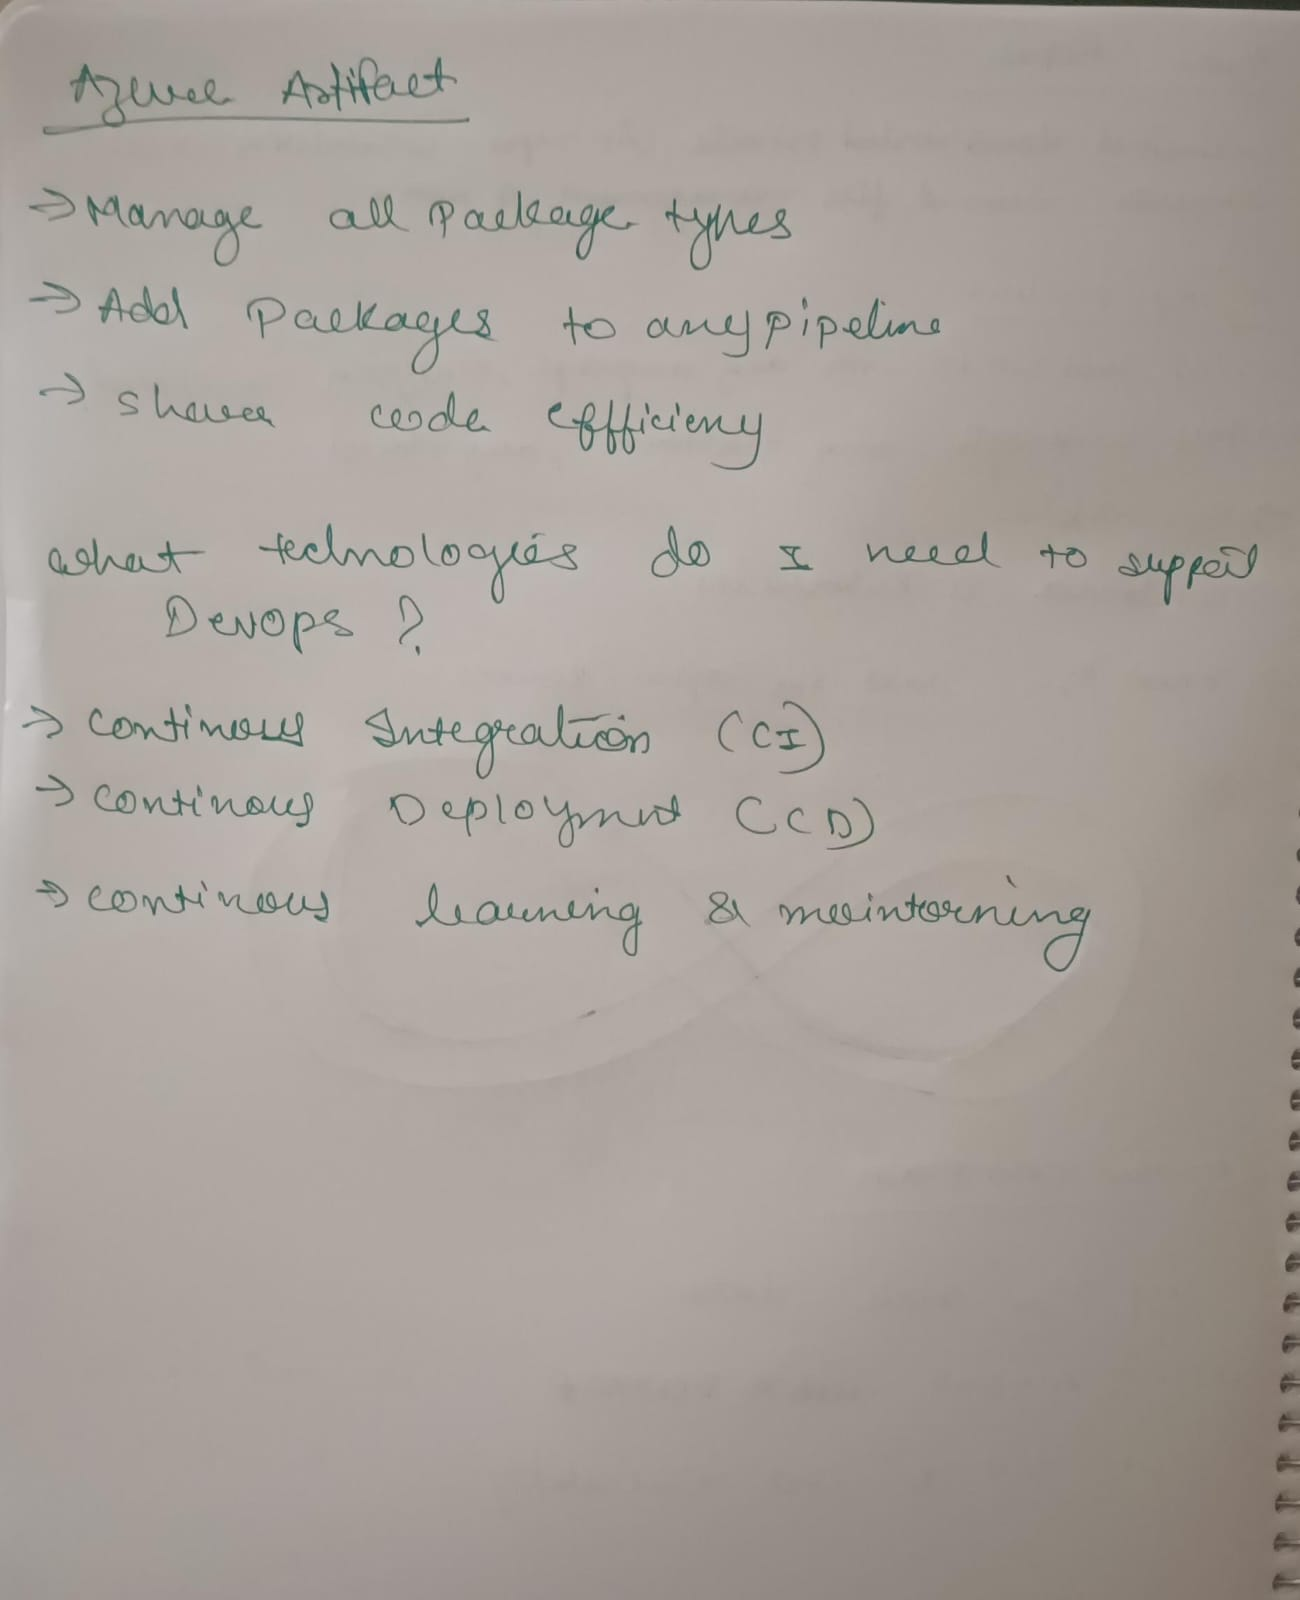 Azure Artifact
→ Manage all Package types
→ Add Packages to any pipeline
→ share code efficieny
what technologies do I need to support
Devops ?
→ continous Integration (CI)
→ continous Deployment (CD)
→ continous learning & mointorning